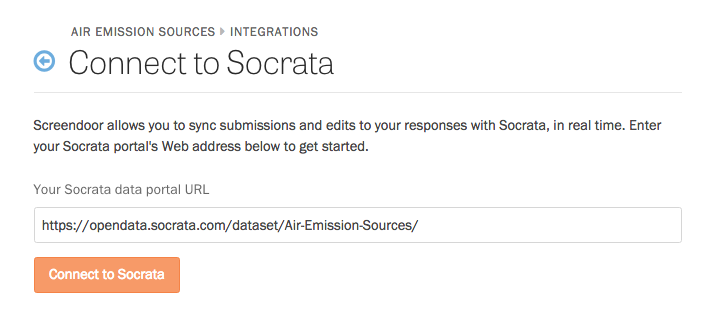 AIR EMISSION SOURCES ▸ INTEGRATIONS
Connect to Socrata
Screendoor allows you to sync submissions and edits to your responses with Socrata, in real time. Enter
your Socrata portal's Web address below to get started.
Your Socrata data portal URL
https://opendata.socrata.com/dataset/Air-Emission-Sources/
Connect to Socrata